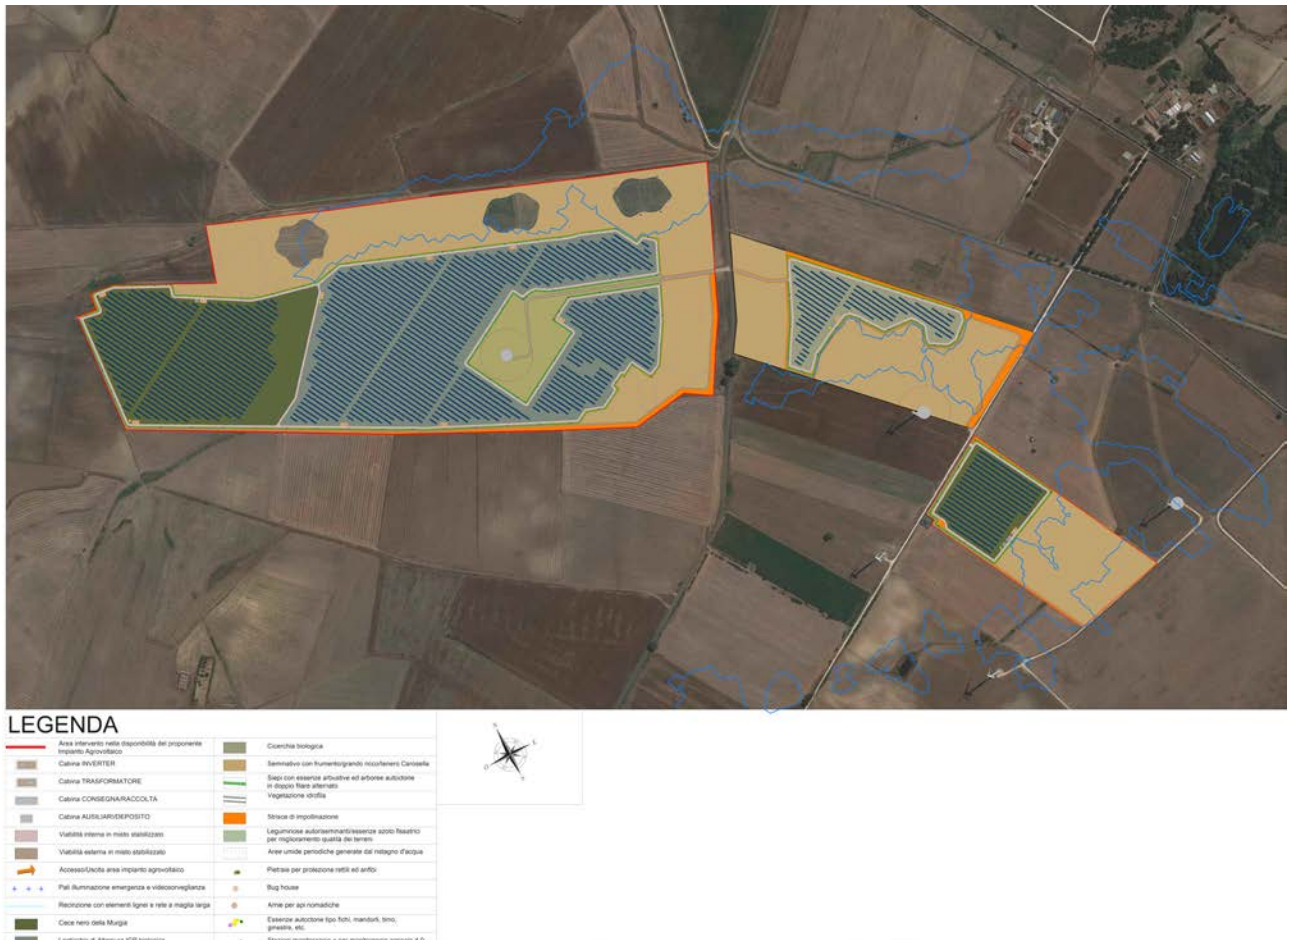 LEGENDA
Area intervento nella disponibilità del proponente
Impianto Agrovoltaico
Cabina INVERTER
Cabina TRASFORMATORE
Cabina CONSEGNA/RACCOLTA
Cabina AUSILIARI/DEPOSITO
Viabilità interna in misto stabilizzato
Viabilità esterna in misto stabilizzato
Accesso/Uscita area impianto agrovoltaico
Pali illuminazione emergenza e videosorveglianza
Recinzione con elementi lignei e rete a maglia larga
Cece nero della Murgia
Cicerchia biologica
Seminativo con frumento/grando Carosella
Siepi con essenze arbustive ed arboree autoctone
in doppio filare alternato
Vegetazione idrofila
Strisce di impollinazione
Leguminose autoriseminanti/essenze azoto fissatrici
per miglioramento qualità dei terreni
Aree umide periodiche generate dal ristagno d'acqua
Pietraie per protezione rettili ed anfibi
Bug house
Arnie per api nomadiche
Essenze autoctone tipo fichi, mandorli, timo,
ginestre, etc.